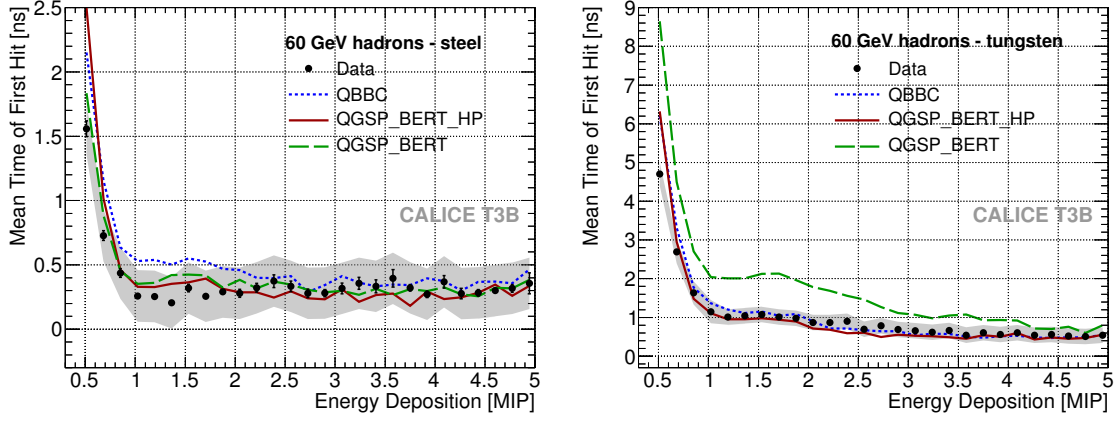 Mean Time of First Hit [ns]
2.5
2
1.5
1
0.5
0
60 GeV hadrons - steel
Data
QBBC
QGSP_BERT_HP
QGSP_BERT
CALICE T3B
0.5 1 1.5 2 2.5 3 3.5 4 4.5 5
Energy Deposition [MIP]
Mean Time of First Hit [ns]
9
8
7
6
5
4
3
2
1
0
60 GeV hadrons - tungsten
Data
QBBC
QGSP_BERT_HP
QGSP_BERT
CALICE T3B
0.5 1 1.5 2 2.5 3 3.5 4 4.5 5
Energy Deposition [MIP]